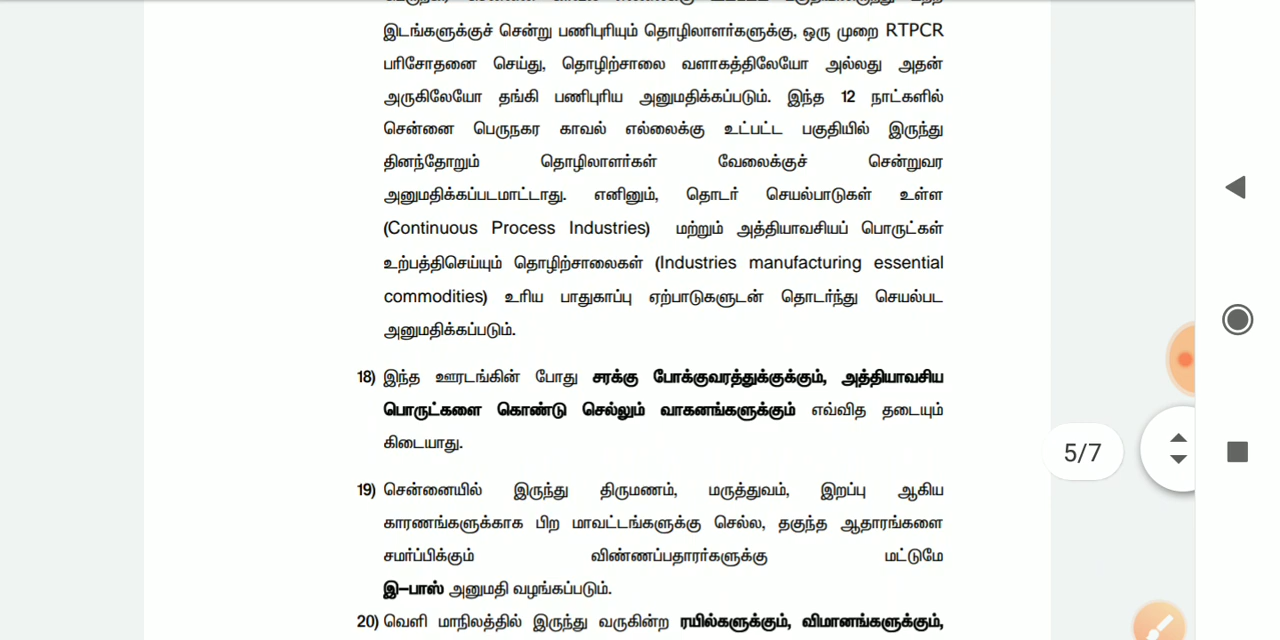 இடங்களுக்குச் சென்று பணிபுரியும் தொழிலாளர்களுக்கு, ஒரு முறை RTPCR
பரிசோதனை செய்து, தொழிற்சாலை வளாகத்திலேயோ அல்லது அதன்
அருகிலேயோ தங்கி பணிபுரிய அனுமதிக்கப்படும். இந்த 12 நாட்களில்
சென்னை பெருநகர காவல் எல்லைக்கு உட்பட்ட பகுதியில் இருந்து
தினந்தோறும் தொழிலாளர்கள் வேலைக்குச் சென்றுவர
அனுமதிக்கப்படமாட்டாது. எனினும், தொடர் செயல்பாடுகள் உள்ள
(Continuous Process Industries) மற்றும் அத்தியாவசியப் பொருட்கள்
உற்பத்திசெய்யும் தொழிற்சாலைகள் (Industries manufacturing essential
commodities) உரிய பாதுகாப்பு ஏற்பாடுகளுடன் தொடர்ந்து செயல்பட
அனுமதிக்கப்படும்.
18) இந்த ஊரடங்கின் போது சரக்கு போக்குவரத்துக்குக்கும், அத்தியாவசிய
பொருட்களை கொண்டு செல்லும் வாகனங்களுக்கும் எவ்வித தடையும்
கிடையாது.
19) சென்னையில் இருந்து திருமணம், மருத்துவம், இறப்பு ஆகிய
காரணங்களுக்காக பிற மாவட்டங்களுக்கு செல்ல, தகுந்த ஆதாரங்களை
சமர்ப்பிக்கும் விண்ணப்பதாரர்களுக்கு மட்டுமே
இ-பாஸ் அனுமதி வழங்கப்படும்.
20) வெளி மாநிலத்தில் இருந்து வருகின்ற ரயில்களுக்கும், விமானங்களுக்கும்,
5/7